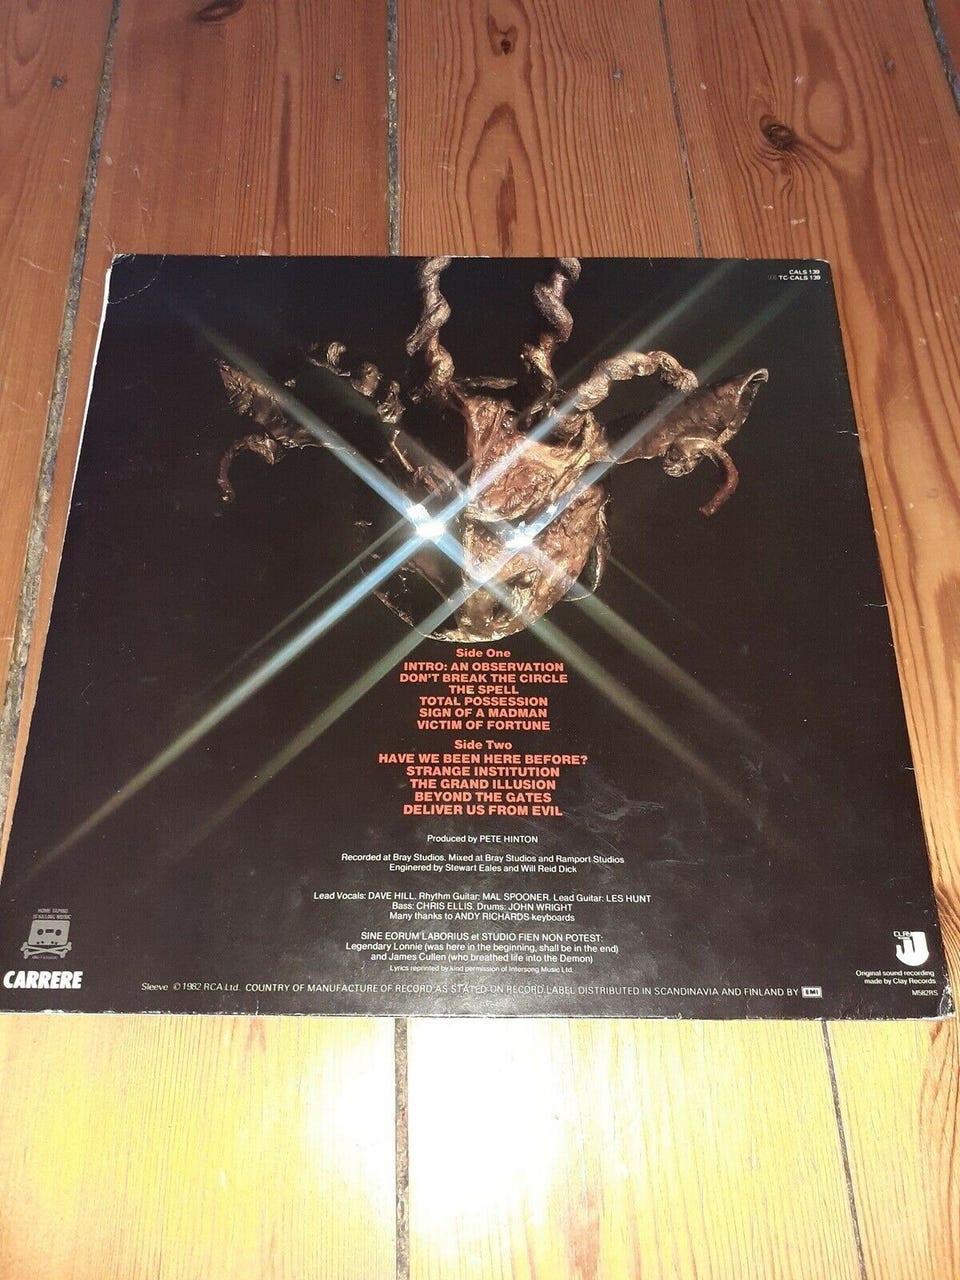 CALS 139
TC-CALS 139
Side One
INTRO: AN OBSERVATION
DON'T BREAK THE CIRCLE
THE SPELL
TOTAL POSSESSION
SIGN OF A MADMAN
VICTIM OF FORTUNE
Side Two
HAVE WE BEEN HERE BEFORE?
STRANGE INSTITUTION
THE GRAND ILLUSION
BEYOND THE GATES
DELIVER US FROM EVIL
Produced by PETE HINTON
Recorded at Bray Studios. Mixed at Bray Studios and Ramport Studios
Enginered by Stewart Eales and Will Reid Dick
Lead Vocals: DAVE HILL. Rhythm Guitar: MAL SPOONER. Lead Guitar: LES HUNT
Bass: CHRIS ELLIS. Drums: JOHN WRIGHT
Many thanks to ANDY RICHARDS-keyboards
SINE EORUM LABORIUS et STUDIO FIEN NON POTEST:
Legendary Lonnie (was here in the beginning, shall be in the end)
and James Cullen (who breathed life into the Demon)
Lyrics reprinted by kind permission of Intersong Music Ltd.
HOME TAPING
IS KILLING MUSIC
CARRERE
Sleeve ©1982 RCA Ltd. COUNTRY OF MANUFACTURE OF RECORD AS STATED ON RECORD LABEL DISTRIBUTED IN SCANDINAVIA AND FINLAND BY EMI
CLAY
Original sound recording
made by Clay Records
MS82RS